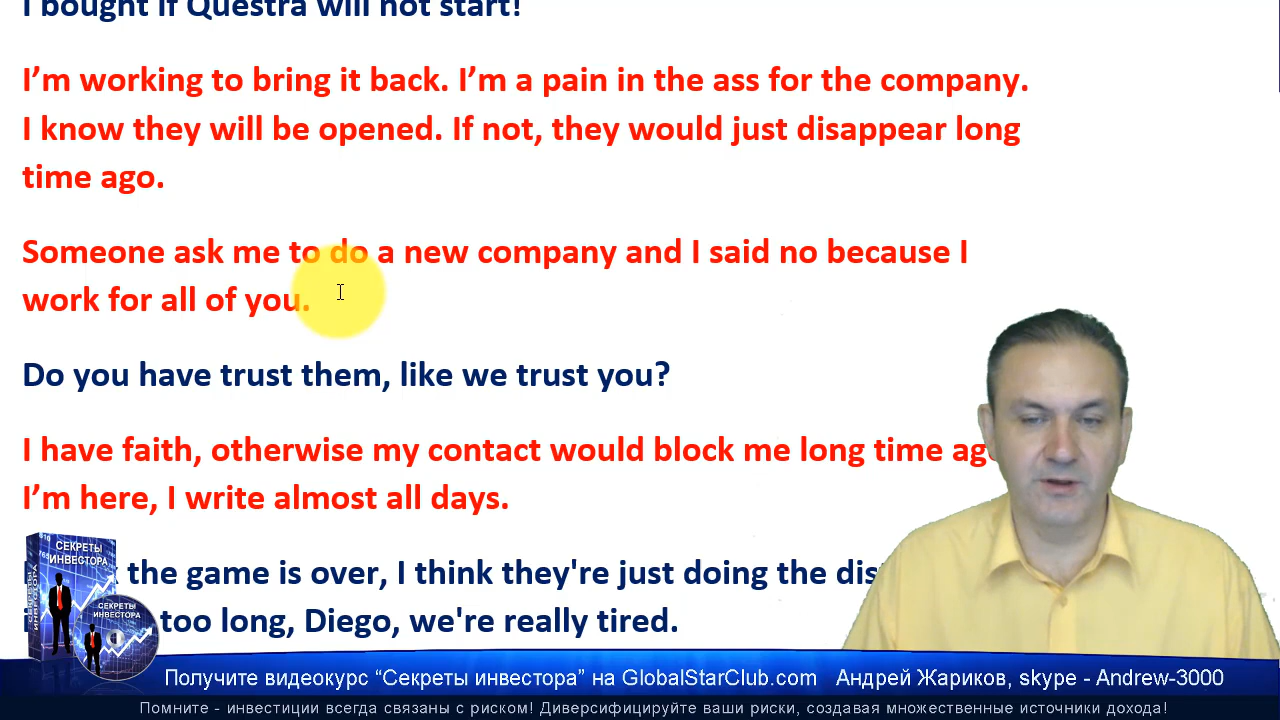 I bought if Questra will not start!
I’m working to bring it back. I’m a pain in the ass for the company.
I know they will be opened. If not, they would just disappear long
time ago.
Someone ask me to do a new company and I said no because I
work for all of you.
Do you have trust them, like we trust you?
I have faith, otherwise my contact would block me long time
I’m here, I write almost all days.
the game is over, I think they're just doing the
too long, Diego, we're really tired.
СЕКРЕТЫ
ИНВЕСТОРА
СЕКРЕТЫ
ИНВЕСТОРА
Получите видеокурс “Секреты инвестора” на GlobalStarClub.com Андрей Жариков, skype - Andrew-3000
Помните - инвестиции всегда связаны с риском! Диверсифицируйте ваши риски, создавая множественные источники дохода!